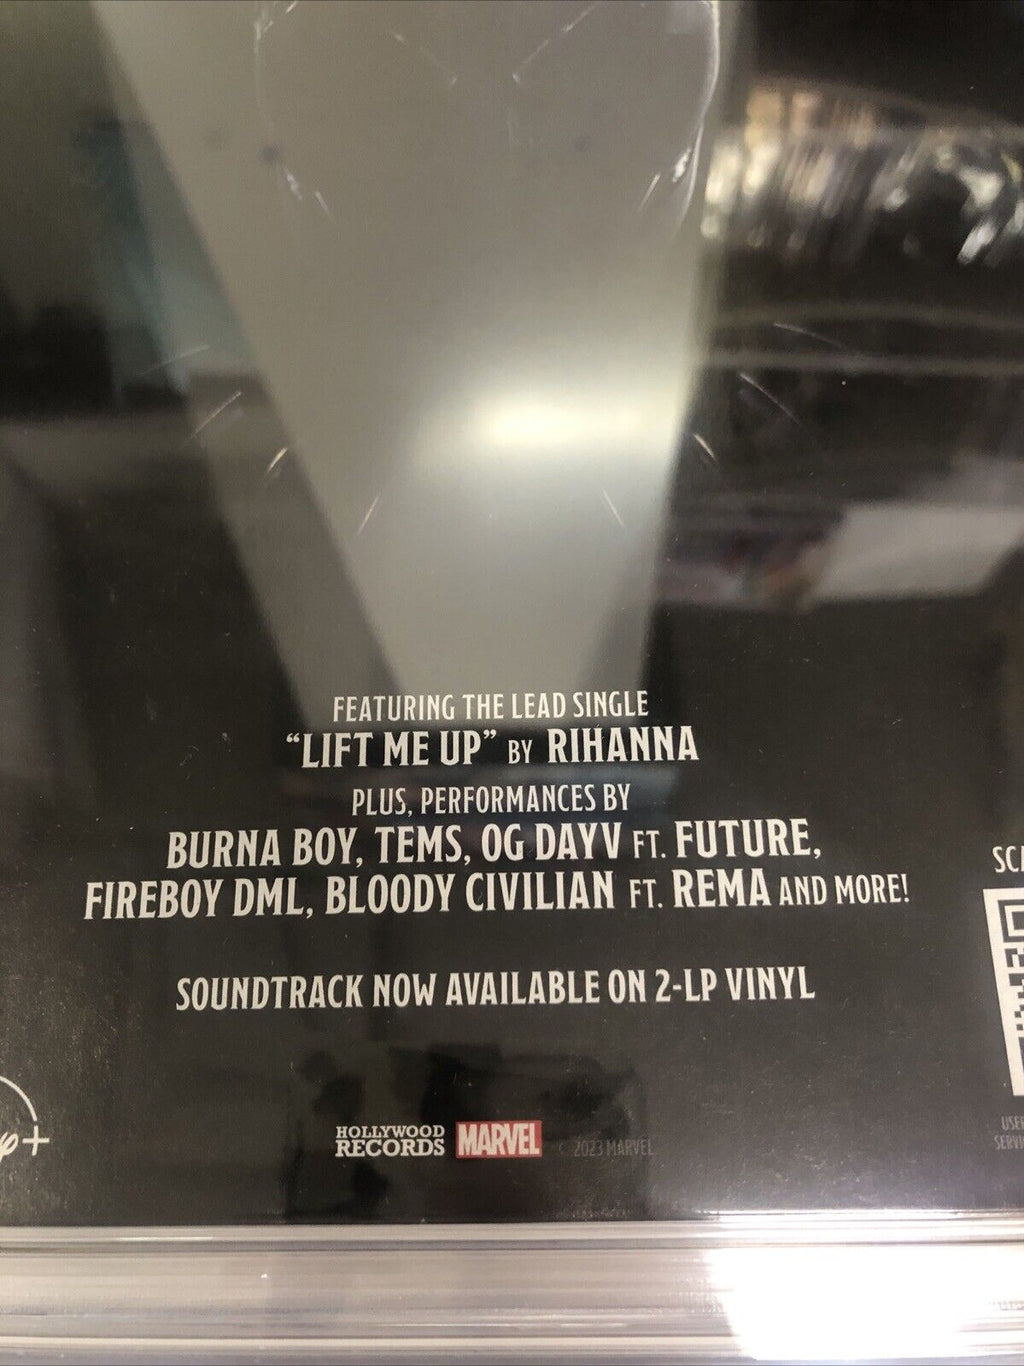 FEATURING THE LEAD SINGLE
“LIFT ME UP” BY RIHANNA
PLUS, PERFORMANCES BY
BURNA BOY, TEMS, OG DAYV FT. FUTURE,
FIREBOY DML, BLOODY CIVILIAN FT. REMA AND MORE!
SOUNDTRACK NOW AVAILABLE ON 2-LP VINYL
HOLLYWOOD
RECORDS
MARVEL
© 2023 MARVEL